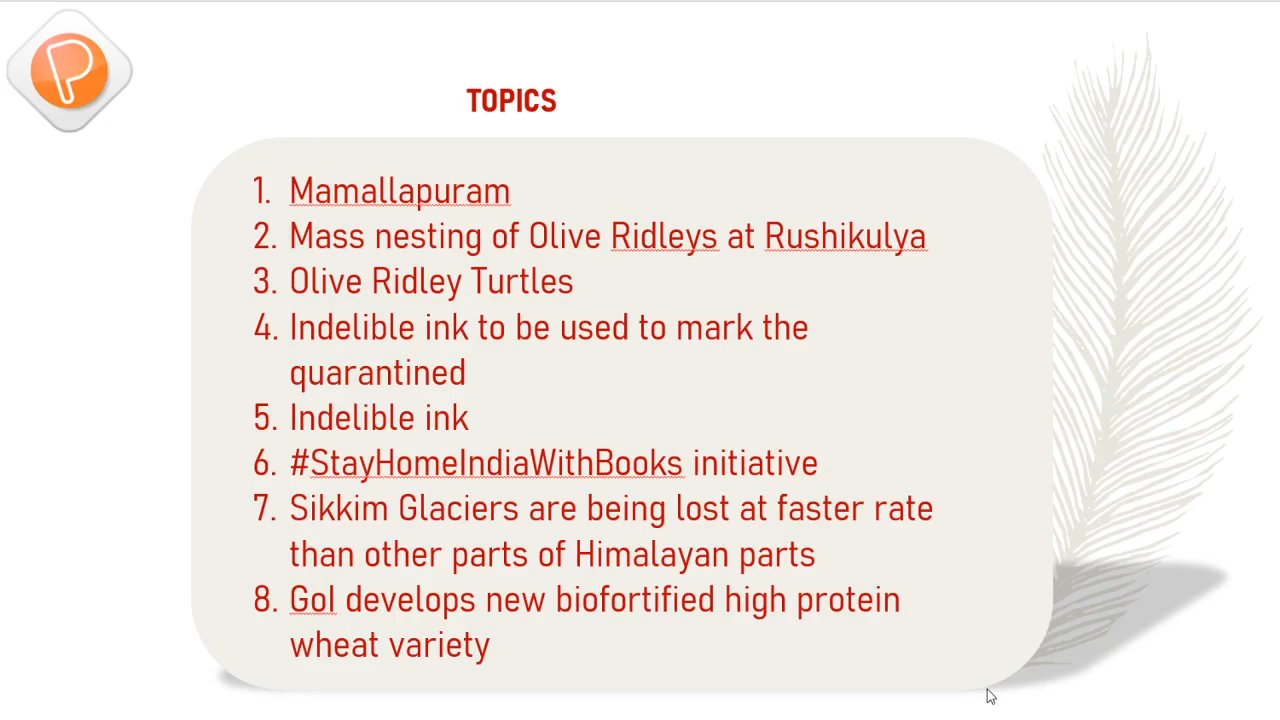 TOPICS
1. Mamallapuram
2. Mass nesting of Olive Ridleys at Rushikulya
3. Olive Ridley Turtles
4. Indelible ink to be used to mark the
quarantined
5. Indelible ink
6. #StayHomeIndiaWithBooks initiative
7. Sikkim Glaciers are being lost at faster rate
than other parts of Himalayan parts
8. GoI develops new biofortified high protein
wheat variety